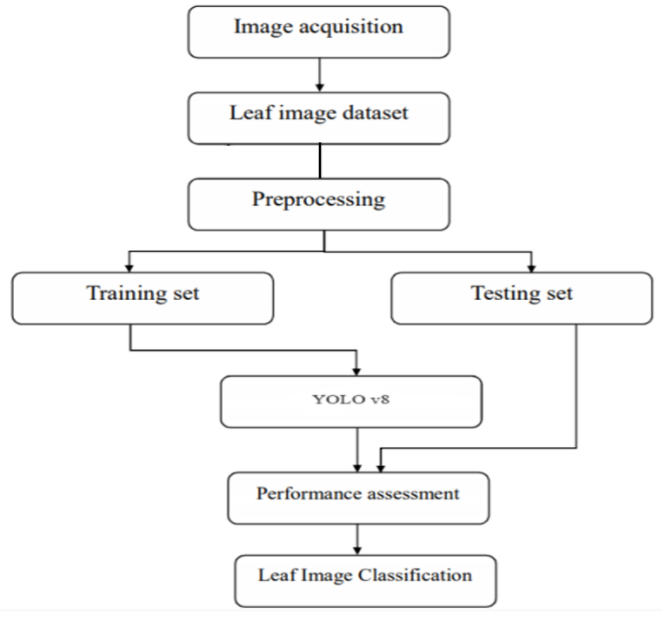 Image acquisition
Leaf image dataset
Preprocessing
Training set
Testing set
YOLO v8
Performance assessment
Leaf Image Classification